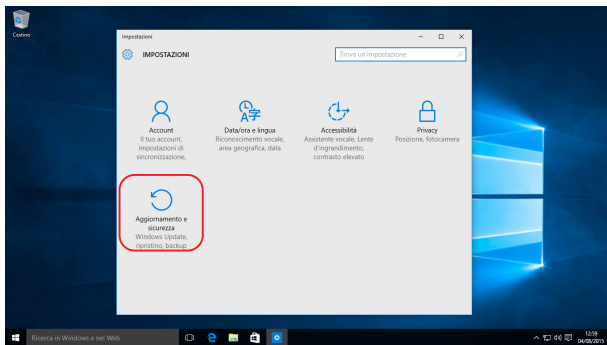 Cestino
Impostazioni
IMPOSTAZIONI
Trova un'impostazione
Account
Il tuo account,
impostazioni di
sincronizzazione,
Data/ora e lingua
Riconoscimento vocale,
area geografica, data
Accessibilità
Assistente vocale, Lente
d'ingrandimento,
contrasto elevato
Privacy
Posizione, fotocamera
Aggiornamento e
sicurezza
Windows Update,
ripristino, backup
Ricerca in Windows e nel Web
12:59
04/08/2015